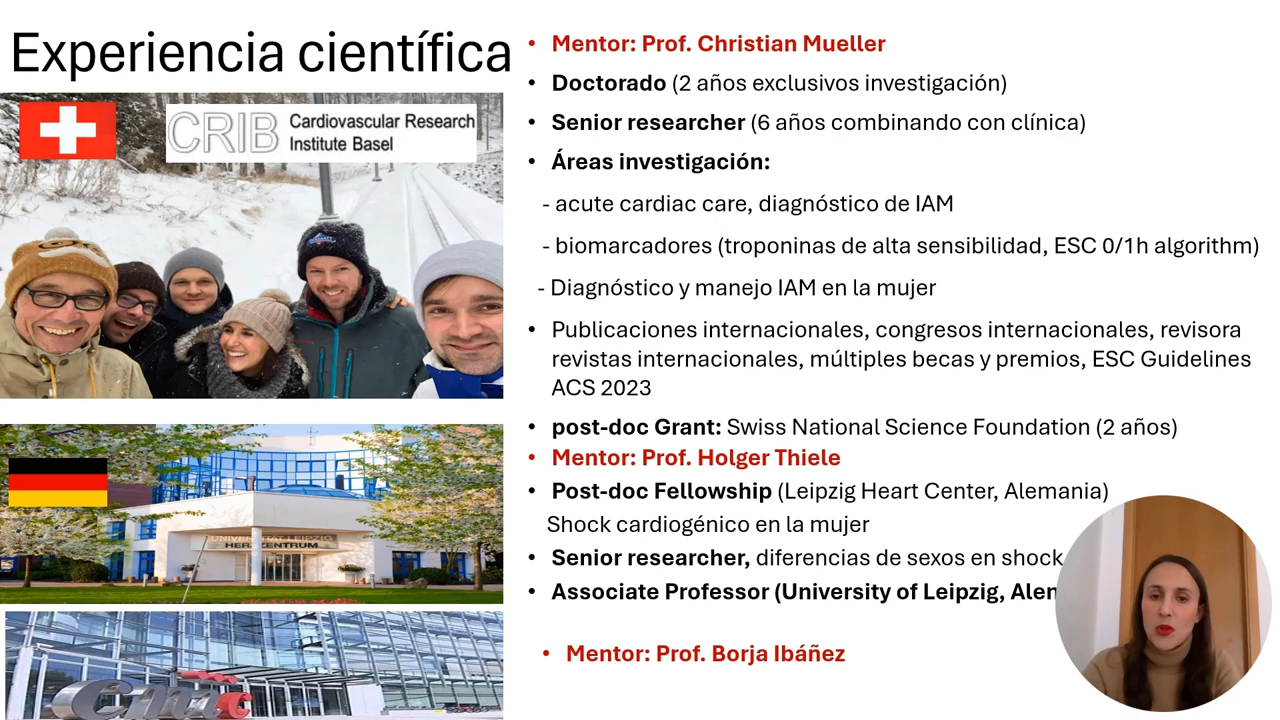 Experiencia científica
CRIB Cardiovascular Research
Institute Basel
• Mentor: Prof. Christian Mueller
• Doctorado (2 años exclusivos investigación)
• Senior researcher (6 años combinando con clínica)
• Áreas investigación:
- acute cardiac care, diagnóstico de IAM
- biomarcadores (troponinas de alta sensibilidad, ESC 0/1h algorithm)
- Diagnóstico y manejo IAM en la mujer
• Publicaciones internacionales, congresos internacionales, revisora
revistas internacionales, múltiples becas y premios, ESC Guidelines
ACS 2023
• post-doc Grant: Swiss National Science Foundation (2 años)
UNIVERSITÄT LEIPZIG
HERZZENTRUM
• Mentor: Prof. Holger Thiele
• Post-doc Fellowship (Leipzig Heart Center, Alemania)
Shock cardiogénico en la mujer
• Senior researcher, diferencias de sexos en shock
• Associate Professor (University of Leipzig, Alem
cnic
• Mentor: Prof. Borja Ibáñez